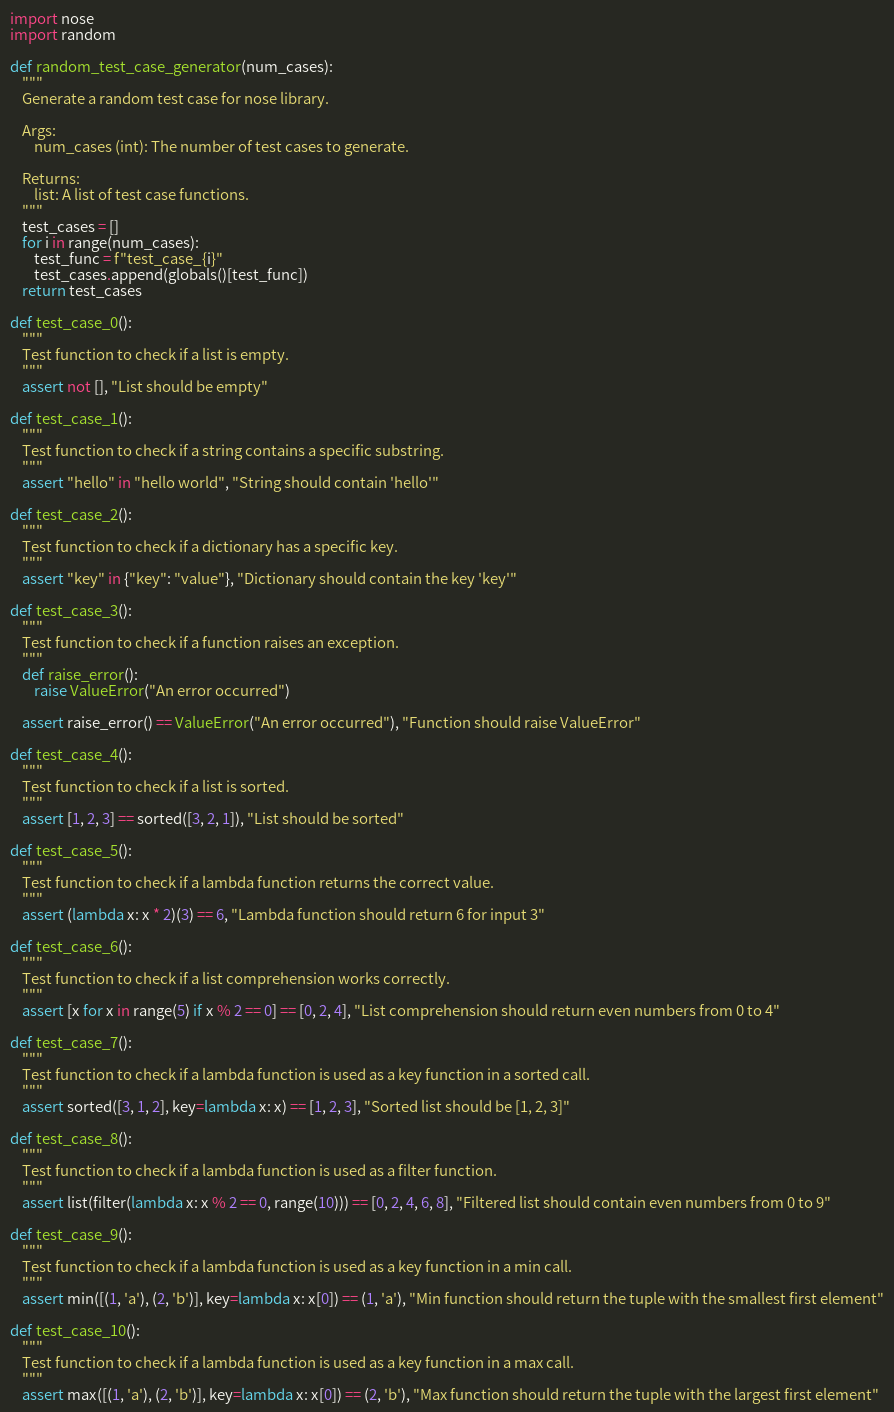 import nose
import random

def random_test_case_generator(num_cases):
    """
    Generate a random test case for nose library.

    Args:
        num_cases (int): The number of test cases to generate.

    Returns:
        list: A list of test case functions.
    """
    test_cases = []
    for i in range(num_cases):
        test_func = f"test_case_{i}"
        test_cases.append(globals()[test_func])
    return test_cases

def test_case_0():
    """
    Test function to check if a list is empty.
    """
    assert not [], "List should be empty"

def test_case_1():
    """
    Test function to check if a string contains a specific substring.
    """
    assert "hello" in "hello world", "String should contain 'hello'"

def test_case_2():
    """
    Test function to check if a dictionary has a specific key.
    """
    assert "key" in {"key": "value"}, "Dictionary should contain the key 'key'"

def test_case_3():
    """
    Test function to check if a function raises an exception.
    """
    def raise_error():
        raise ValueError("An error occurred")

    assert raise_error() == ValueError("An error occurred"), "Function should raise ValueError"

def test_case_4():
    """
    Test function to check if a list is sorted.
    """
    assert [1, 2, 3] == sorted([3, 2, 1]), "List should be sorted"

def test_case_5():
    """
    Test function to check if a lambda function returns the correct value.
    """
    assert (lambda x: x * 2)(3) == 6, "Lambda function should return 6 for input 3"

def test_case_6():
    """
    Test function to check if a list comprehension works correctly.
    """
    assert [x for x in range(5) if x % 2 == 0] == [0, 2, 4], "List comprehension should return even numbers from 0 to 4"

def test_case_7():
    """
    Test function to check if a lambda function is used as a key function in a sorted call.
    """
    assert sorted([3, 1, 2], key=lambda x: x) == [1, 2, 3], "Sorted list should be [1, 2, 3]"

def test_case_8():
    """
    Test function to check if a lambda function is used as a filter function.
    """
    assert list(filter(lambda x: x % 2 == 0, range(10))) == [0, 2, 4, 6, 8], "Filtered list should contain even numbers from 0 to 9"

def test_case_9():
    """
    Test function to check if a lambda function is used as a key function in a min call.
    """
    assert min([(1, 'a'), (2, 'b')], key=lambda x: x[0]) == (1, 'a'), "Min function should return the tuple with the smallest first element"

def test_case_10():
    """
    Test function to check if a lambda function is used as a key function in a max call.
    """
    assert max([(1, 'a'), (2, 'b')], key=lambda x: x[0]) == (2, 'b'), "Max function should return the tuple with the largest first element"